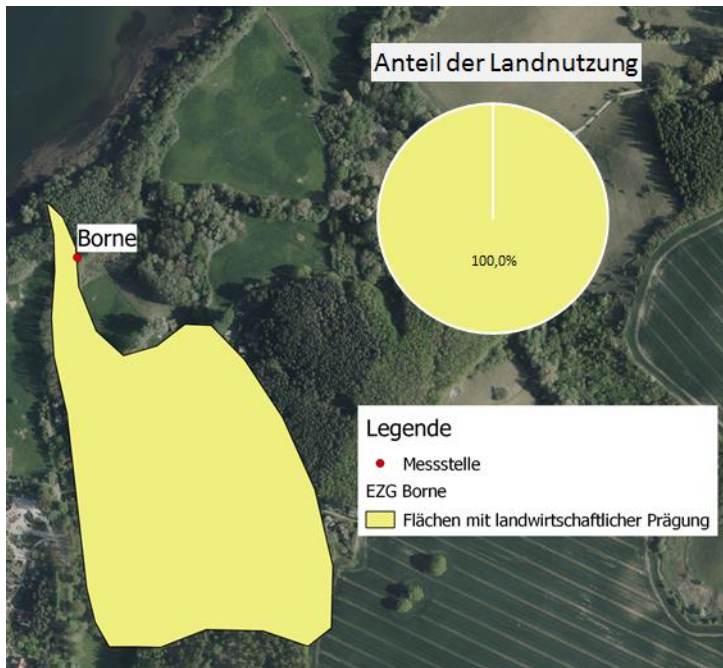 Anteil der Landnutzung
Borne
100,0%
Legende
Messstelle
EZG Borne
Flächen mit landwirtschaftlicher Prägung